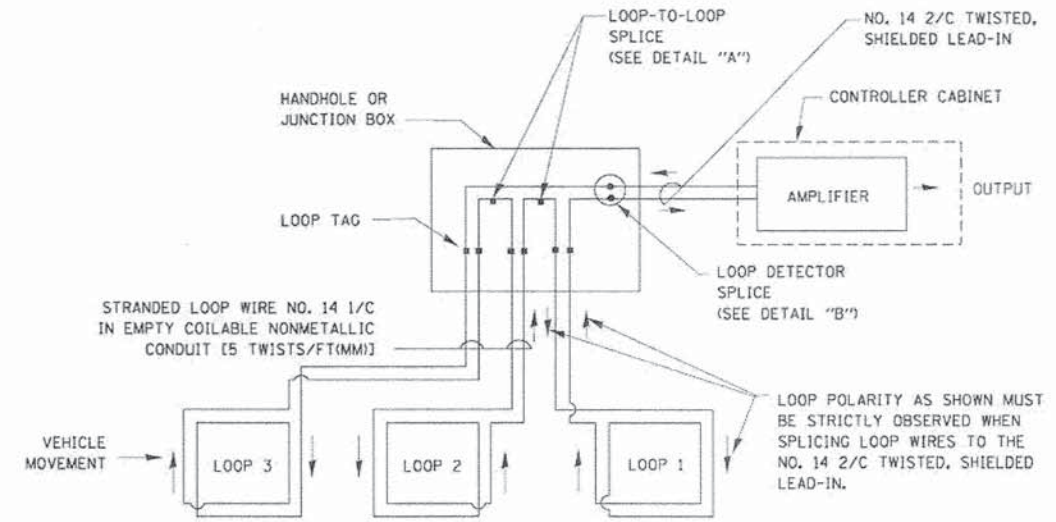 LOOP-TO-LOOP
SPLICE
(SEE DETAIL "A")
NO. 14 2/C TWISTED,
SHIELDED LEAD-IN
HANDHOLE OR
JUNCTION BOX
CONTROLLER CABINET
AMPLIFIER
OUTPUT
LOOP TAG
LOOP DETECTOR
SPLICE
(SEE DETAIL "B")
STRANDED LOOP WIRE NO. 14 1/C
IN EMPTY COILABLE NONMETALLIC
CONDUIT [5 TWISTS/FT(MM)]
LOOP POLARITY AS SHOWN MUST
BE STRICTLY OBSERVED WHEN
SPLICING LOOP WIRES TO THE
NO. 14 2/C TWISTED, SHIELDED
LEAD-IN.
VEHICLE
MOVEMENT
LOOP 3
LOOP 2
LOOP 1